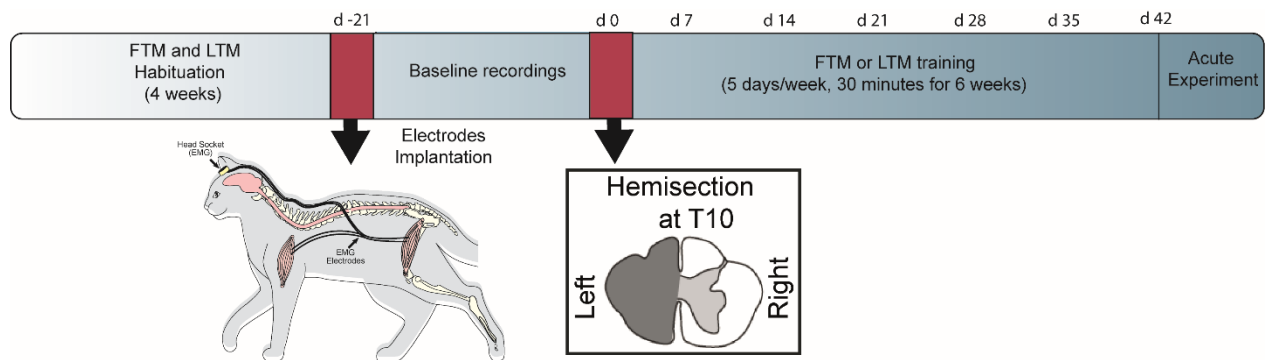 d -21
d 0
d 7
d 14
d 21
d 28
d 35
d 42
FTM and LTM
Habituation
(4 weeks)
Baseline recordings
FTM or LTM training
(5 days/week, 30 minutes for 6 weeks)
Acute
Experiment
Electrodes
Implantation
Head Socket
(EMG)
EMG
Electrodes
Hemisection
at T10
Left
Right